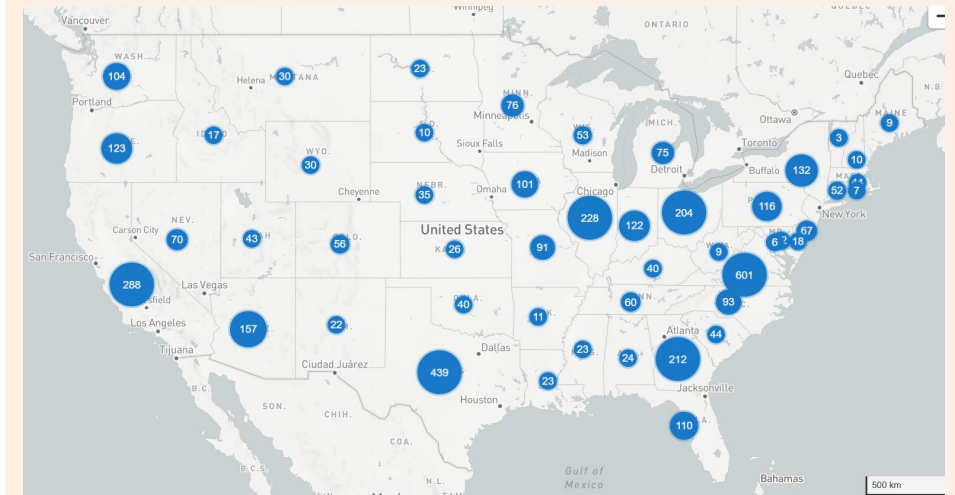 Vancouver
Winnipeg
ONTARIO
QUEBEC
WASH.
104
Helena
30
MONTANA
23
Quebec
Portland
MINN.
76
Minneapolis
Ottawa
MAINE
9
N.B.
123
17
10
53
MICH.
3
Toronto
WYO.
30
Sioux Falls
Madison
75
Detroit
Buffalo
10
132
Cheyenne
NEBR.
35
Omaha
101
Chicago
52
7
116
New York
NEV.
Carson City
70
43
56
United States
26
91
228
122
204
67
6
18
9
San Francisco
288
Las Vegas
40
601
Los Angeles
157
22
40
11
60
93
Tijuana
Dallas
23
24
Atlanta
44
Ciudad Juárez
439
212
Houston
23
Jacksonville
B.C.
SON.
CHIH.
110
COA.
B.C.S.
N.L.
TAM.
Gulf of
Mexico
Bahamas
500 km